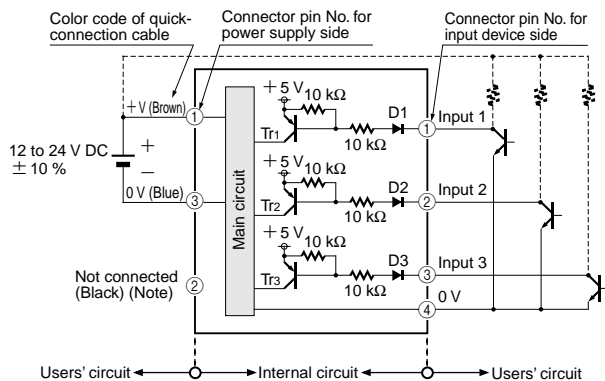 Color code of quick-
connection cable
Connector pin No. for
power supply side
Connector pin No. for
input device side
+V (Brown)
1
12 to 24 V DC
± 10 %
+
−
0 V (Blue)
3
Not connected
(Black) (Note)
2
Main circuit
+ 5 V
10 kΩ
Tr1
10 kΩ
D1
1
Input 1
+ 5 V
10 kΩ
Tr2
10 kΩ
D2
2
Input 2
+ 5 V
10 kΩ
Tr3
10 kΩ
D3
3
Input 3
0 V
4
Users' circuit
Internal circuit
Users' circuit